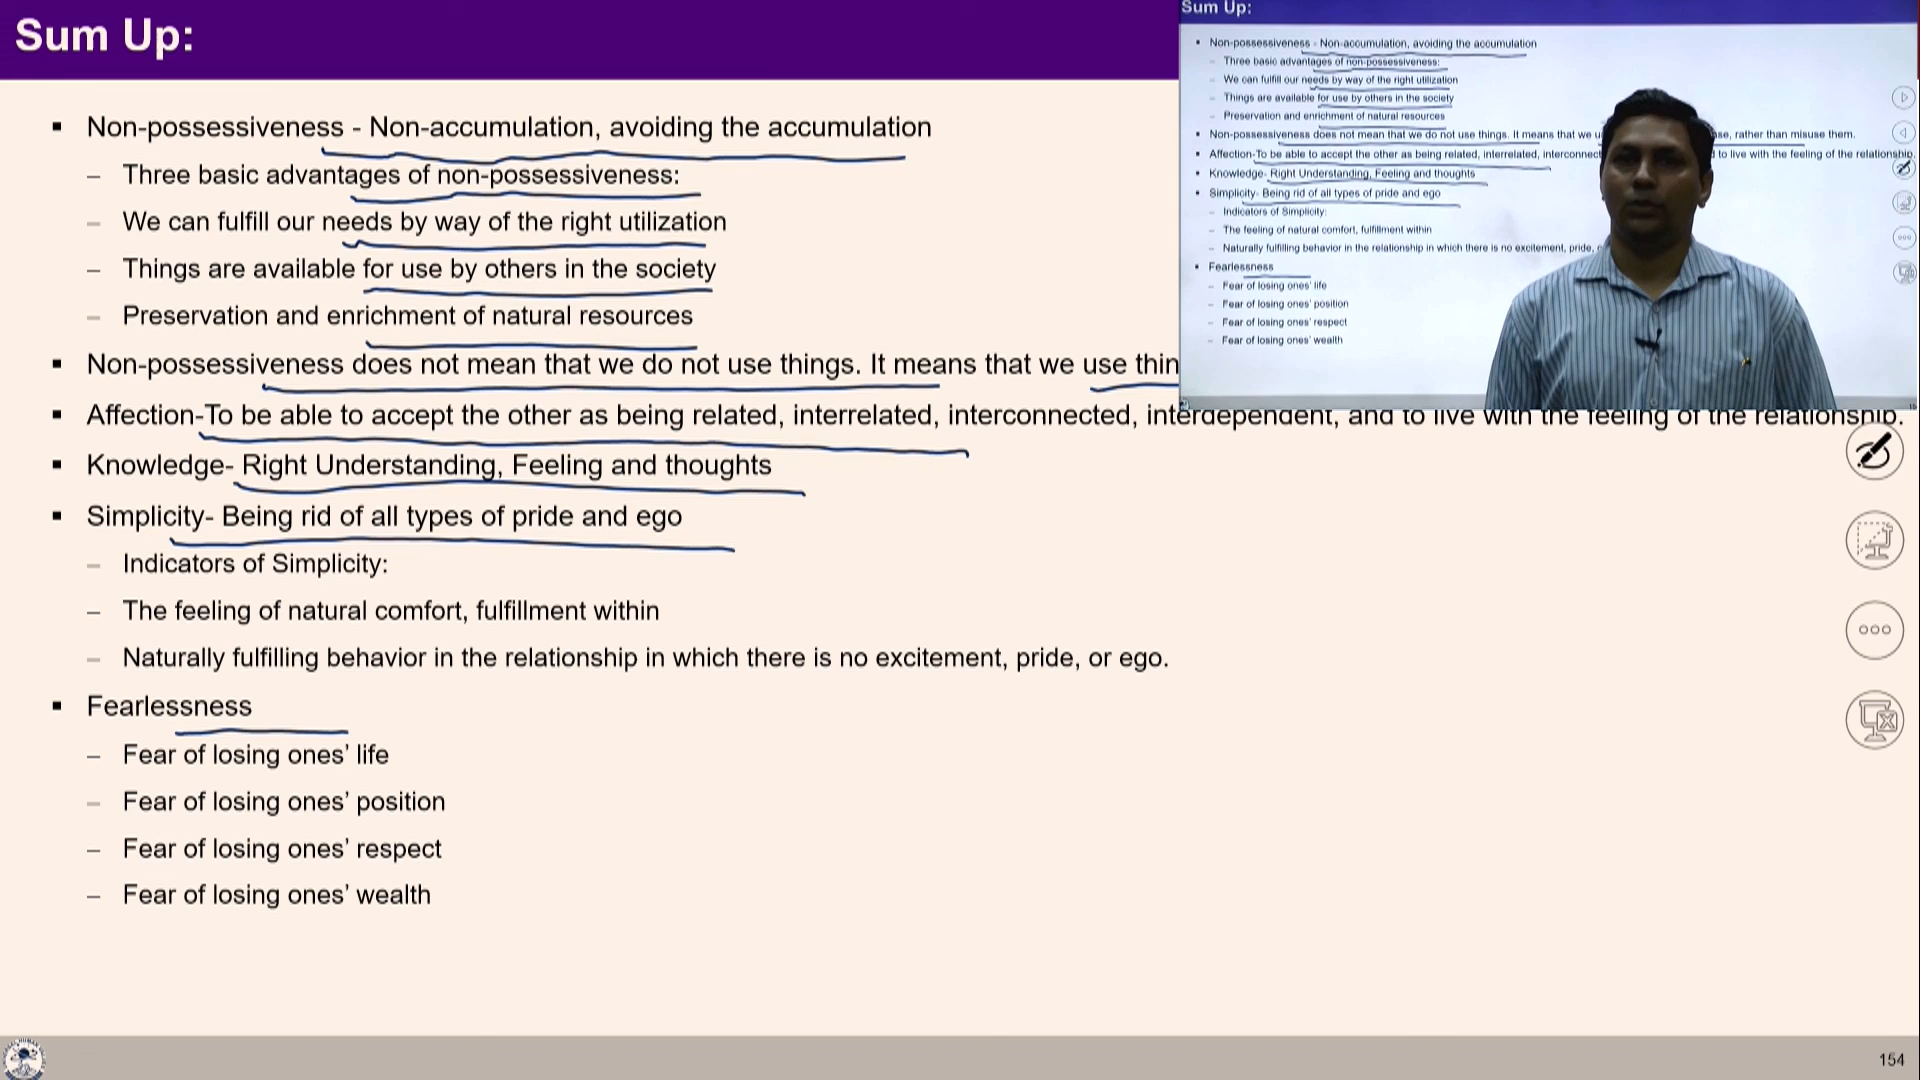 Sum Up:
▪ Non-possessiveness - Non-accumulation, avoiding the accumulation
– Three basic advantages of non-possessiveness:
– We can fulfill our needs by way of the right utilization
– Things are available for use by others in the society
– Preservation and enrichment of natural resources
▪ Non-possessiveness does not mean that we do not use things. It means that we use thin
▪ Affection-To be able to accept the other as being related, interrelated, interconnected, interdependent, and to live with the feeling of the relationship.
▪ Knowledge- Right Understanding, Feeling and thoughts
▪ Simplicity- Being rid of all types of pride and ego
– Indicators of Simplicity:
– The feeling of natural comfort, fulfillment within
– Naturally fulfilling behavior in the relationship in which there is no excitement, pride, or ego.
▪ Fearlessness
– Fear of losing ones’ life
– Fear of losing ones’ position
– Fear of losing ones’ respect
– Fear of losing ones’ wealth
154
Sum Up:
▪ Non-possessiveness - Non-accumulation, avoiding the accumulation
– Three basic advantages of non-possessiveness:
– We can fulfill our needs by way of the right utilization
– Things are available for use by others in the society
– Preservation and enrichment of natural resources
▪ Non-possessiveness does not mean that we do not use things. It means that we rather than misuse them.
▪ Affection-To be able to accept the other as being related, interrelated, interconnect to live with the feeling of the relationship.
▪ Knowledge- Right Understanding, Feeling and thoughts
▪ Simplicity- Being rid of all types of pride and ego
– Indicators of Simplicity:
– The feeling of natural comfort, fulfillment within
– Naturally fulfilling behavior in the relationship in which there is no excitement, pride,
▪ Fearlessness
– Fear of losing ones’ life
– Fear of losing ones’ position
– Fear of losing ones’ respect
– Fear of losing ones’ wealth